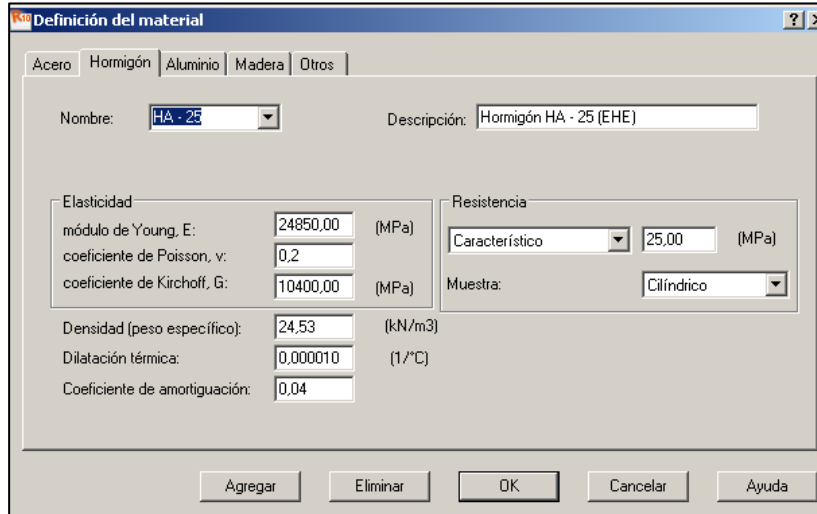 R10 Definición del material ? x
Acero Hormigón Aluminio Madera Otros
Nombre: HA - 25 Descripción: Hormigón HA - 25 (EHE)
Elasticidad
módulo de Young, E: 24850,00 (MPa)
coeficiente de Poisson, v: 0,2
coeficiente de Kirchoff, G: 10400,00 (MPa)
Resistencia
Característico 25,00 (MPa)
Muestra: Cilíndrico
Densidad (peso específico): 24,53 (kN/m3)
Dilatación térmica: 0,000010 (1/°C)
Coeficiente de amortiguación: 0,04
Agregar Eliminar OK Cancelar Ayuda